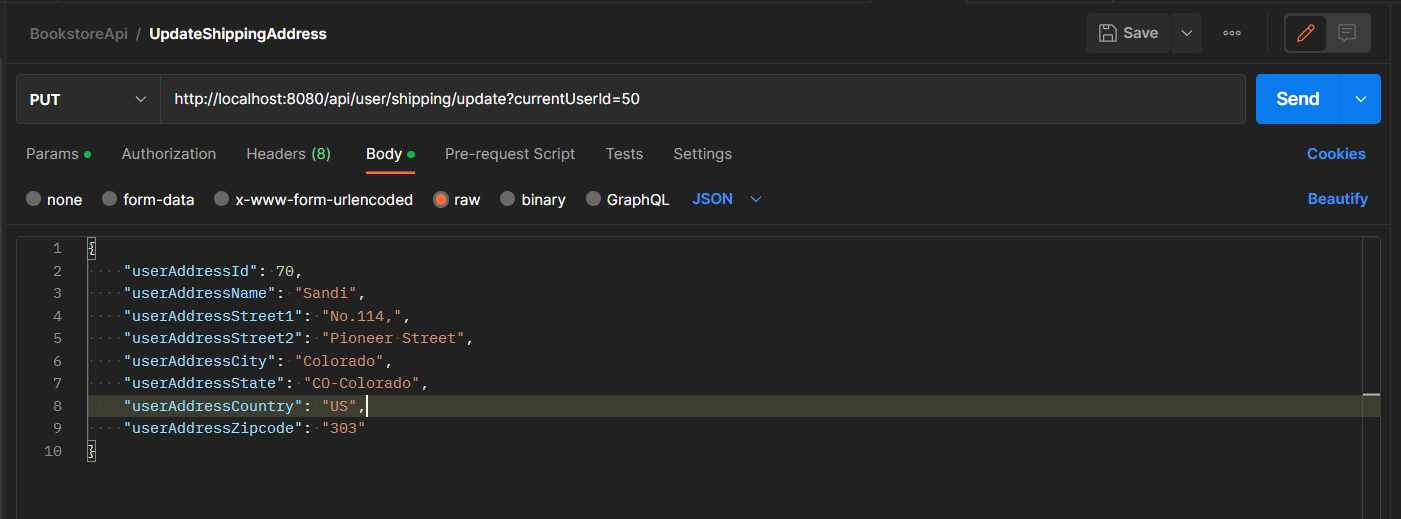 BookstoreApi / UpdateShippingAddress
Save
PUT
http://localhost:8080/api/user/shipping/update?currentUserId=50
Send
Params Authorization Headers (8) Body Pre-request Script Tests Settings Cookies
none form-data x-www-form-urlencoded raw binary GraphQL JSON Beautify
1 {
2 "userAddressId": 70,
3 "userAddressName": "Sandi",
4 "userAddressStreet1": "No.114,",
5 "userAddressStreet2": "Pioneer Street",
6 "userAddressCity": "Colorado",
7 "userAddressState": "CO-Colorado",
8 "userAddressCountry": "US",
9 "userAddressZipcode": "303"
10 }